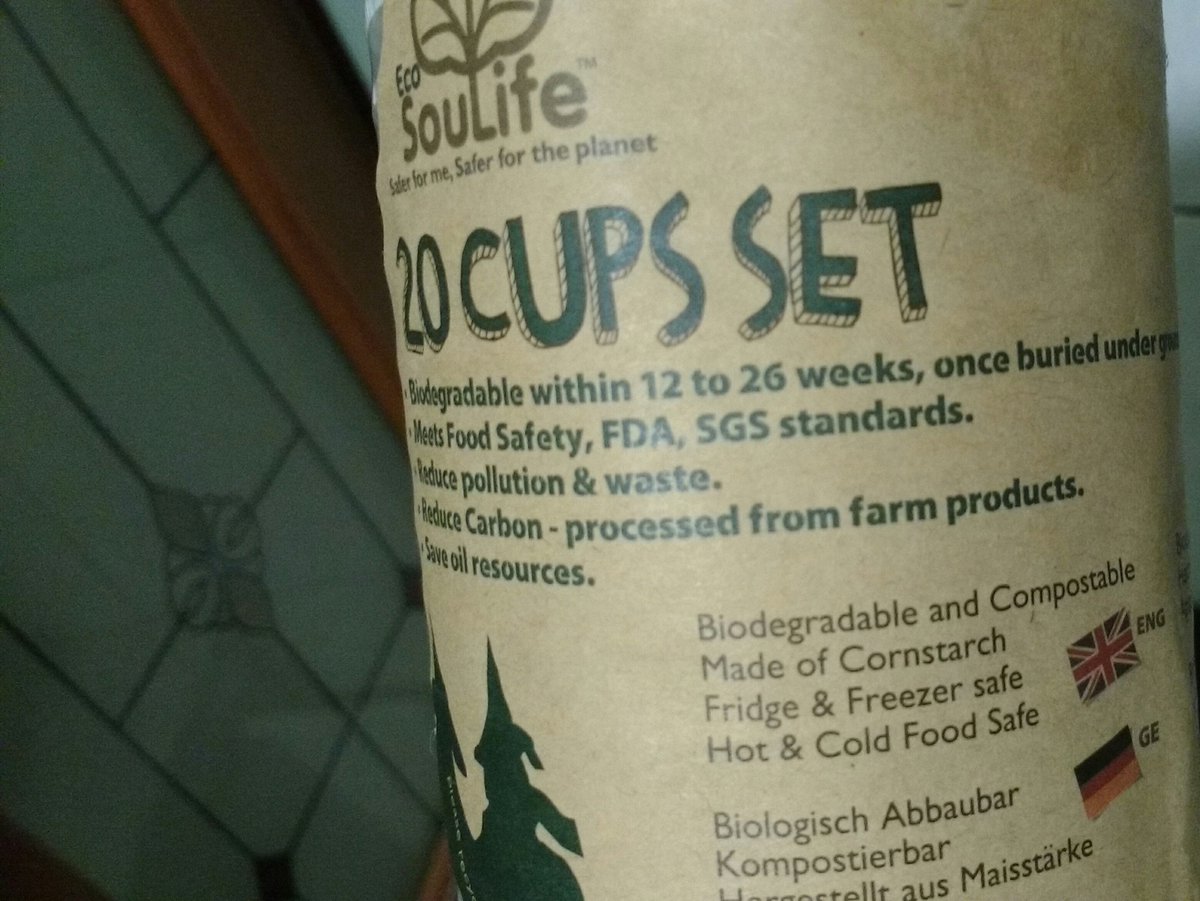 Eco
SouLife™
Safer for me, Safer for the planet
20 CUPS SET
· Biodegradable within 12 to 26 weeks, once buried under
· Meets Food Safety, FDA, SGS standards.
· Reduce pollution & waste.
· Reduce Carbon - processed from farm products.
· Save oil resources.
Biodegradable and Compostable
Made of Cornstarch
Fridge & Freezer safe
Hot & Cold Food Safe
ENG
GE
Biologisch Abbaubar
Kompostierbar
Hergestellt aus Maisstärke